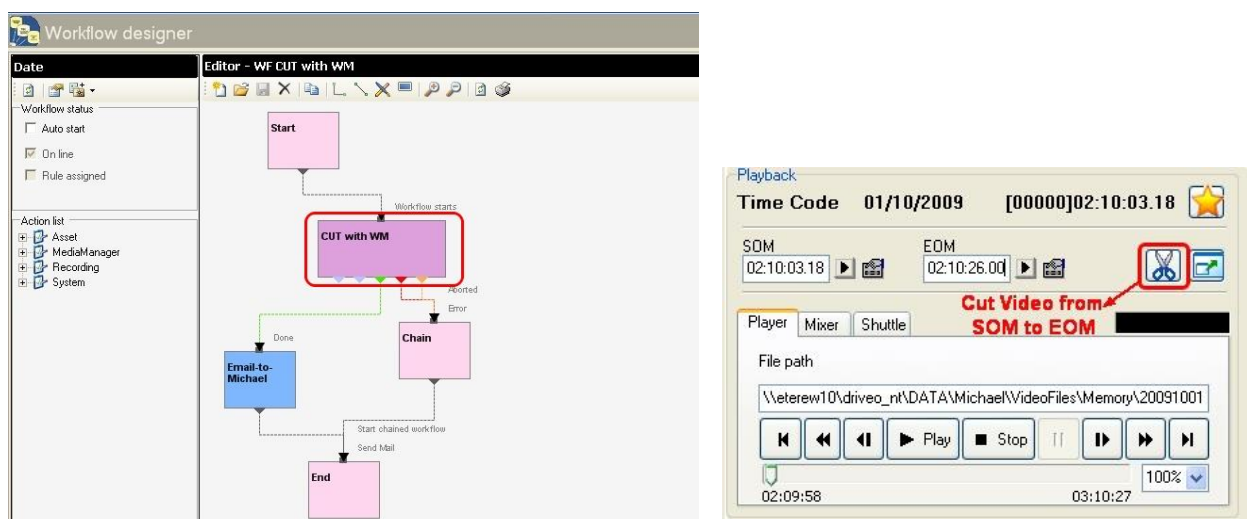 Workflow designer
Date
Editor - WF CUT with WM
Workflow status
Auto start
On line
Rule assigned
Action list
Asset
MediaManager
Recording
System
Start
Workflow starts
CUT with WM
Aborted
Error
Done
Chain
Email-to-
Michael
Start chained workflow
Send Mail
End
Playback
Time Code 01/10/2009 [00000]02:10:03.18
SOM EOM
02:10:03.18 02:10:26.00
Cut Video from
SOM to EOM
Player Mixer Shuttle
File path
\\eterew10\driveo_nt\DATA\Michael\VideoFiles\Memory\20091001
Play Stop
100%
02:09:58 03:10:27